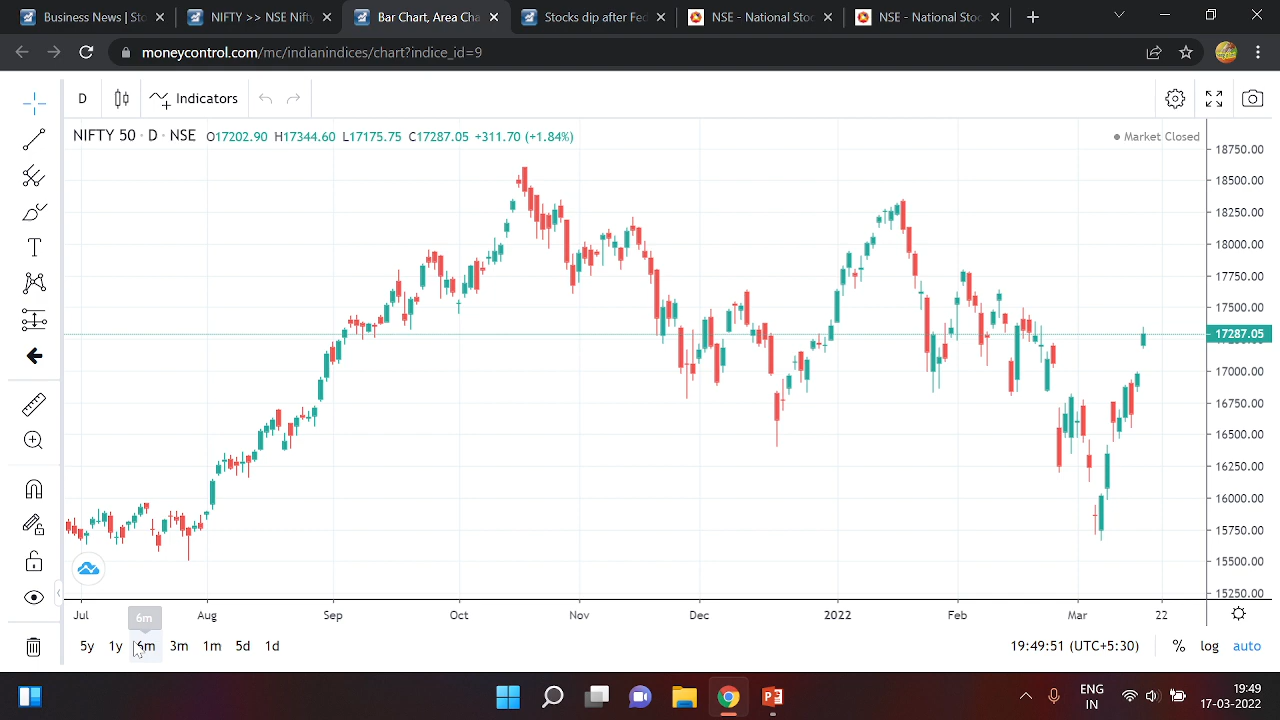 Business News | Sto
NIFTY >> NSE Nifty
Bar Chart, Area Cha
Stocks dip after Fed
NSE - National Stoc
NSE - National Stoc
moneycontrol.com/mc/indianindices/chart?indice_id=9
D
Indicators
NIFTY 50 · D · NSE O17202.90 H17344.60 L17175.75 C17287.05 +311.70 (+1.84%)
Market Closed
18750.00
18500.00
18250.00
18000.00
17750.00
17500.00
17287.05
17000.00
16750.00
16500.00
16250.00
16000.00
15750.00
15500.00
15250.00
Jul Aug Sep Oct Nov Dec 2022 Feb Mar 22
6m
5y 1y 6m 3m 1m 5d 1d
19:49:51 (UTC+5:30) % log auto
ENG
IN
19:49
17-03-2022